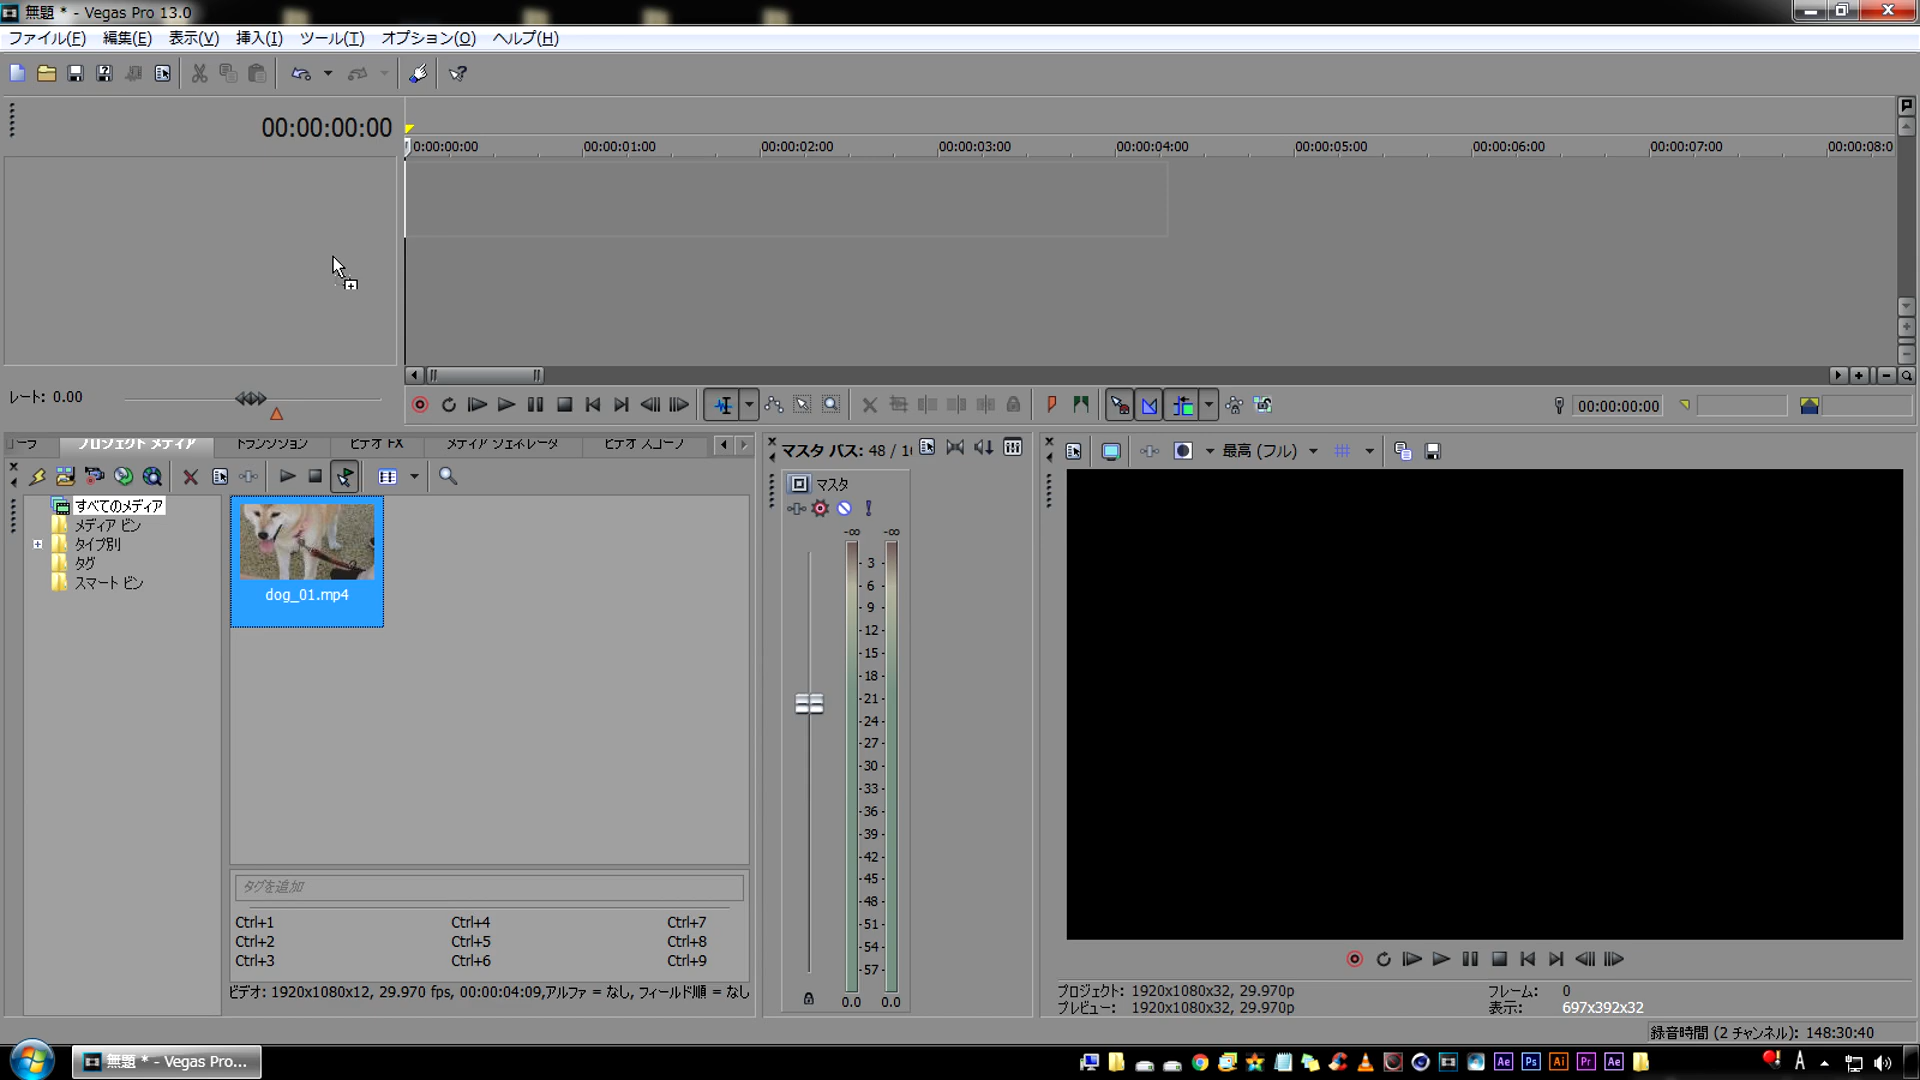 無題 * - Vegas Pro 13.0
ファイル(F) 編集(E) 表示(V) 挿入(I) ツール(T) オプション(O) ヘルプ(H)
00:00:00:00
0:00:00:00 00:00:01:00 00:00:02:00 00:00:03:00 00:00:04:00 00:00:05:00 00:00:06:00 00:00:07:00 00:00:08:0
レート: 0.00
00:00:00:00
ーラ プロジェクト メディア トランジション ビデオ FX メディア ジェネレータ ビデオ スコープ
マスタ バス: 48 / 1
最高 (フル)
すべてのメディア
メディア ビン
タイプ別
タグ
スマート ビン
dog_01.mp4
マスタ
-∞ -∞
3
6
9
12
15
18
21
24
27
30
33
36
39
42
45
48
51
54
57
0.0 0.0
タグを追加
Ctrl+1 Ctrl+4 Ctrl+7
Ctrl+2 Ctrl+5 Ctrl+8
Ctrl+3 Ctrl+6 Ctrl+9
ビデオ: 1920x1080x12, 29.970 fps, 00:00:04:09,アルファ = なし, フィールド順 = なし
プロジェクト: 1920x1080x32, 29.970p フレーム: 0
プレビュー: 1920x1080x32, 29.970p 表示: 697x392x32
録音時間 (2 チャンネル): 148:30:40
無題 * - Vegas Pro...
Ae Ps Ai Pr Ae
A